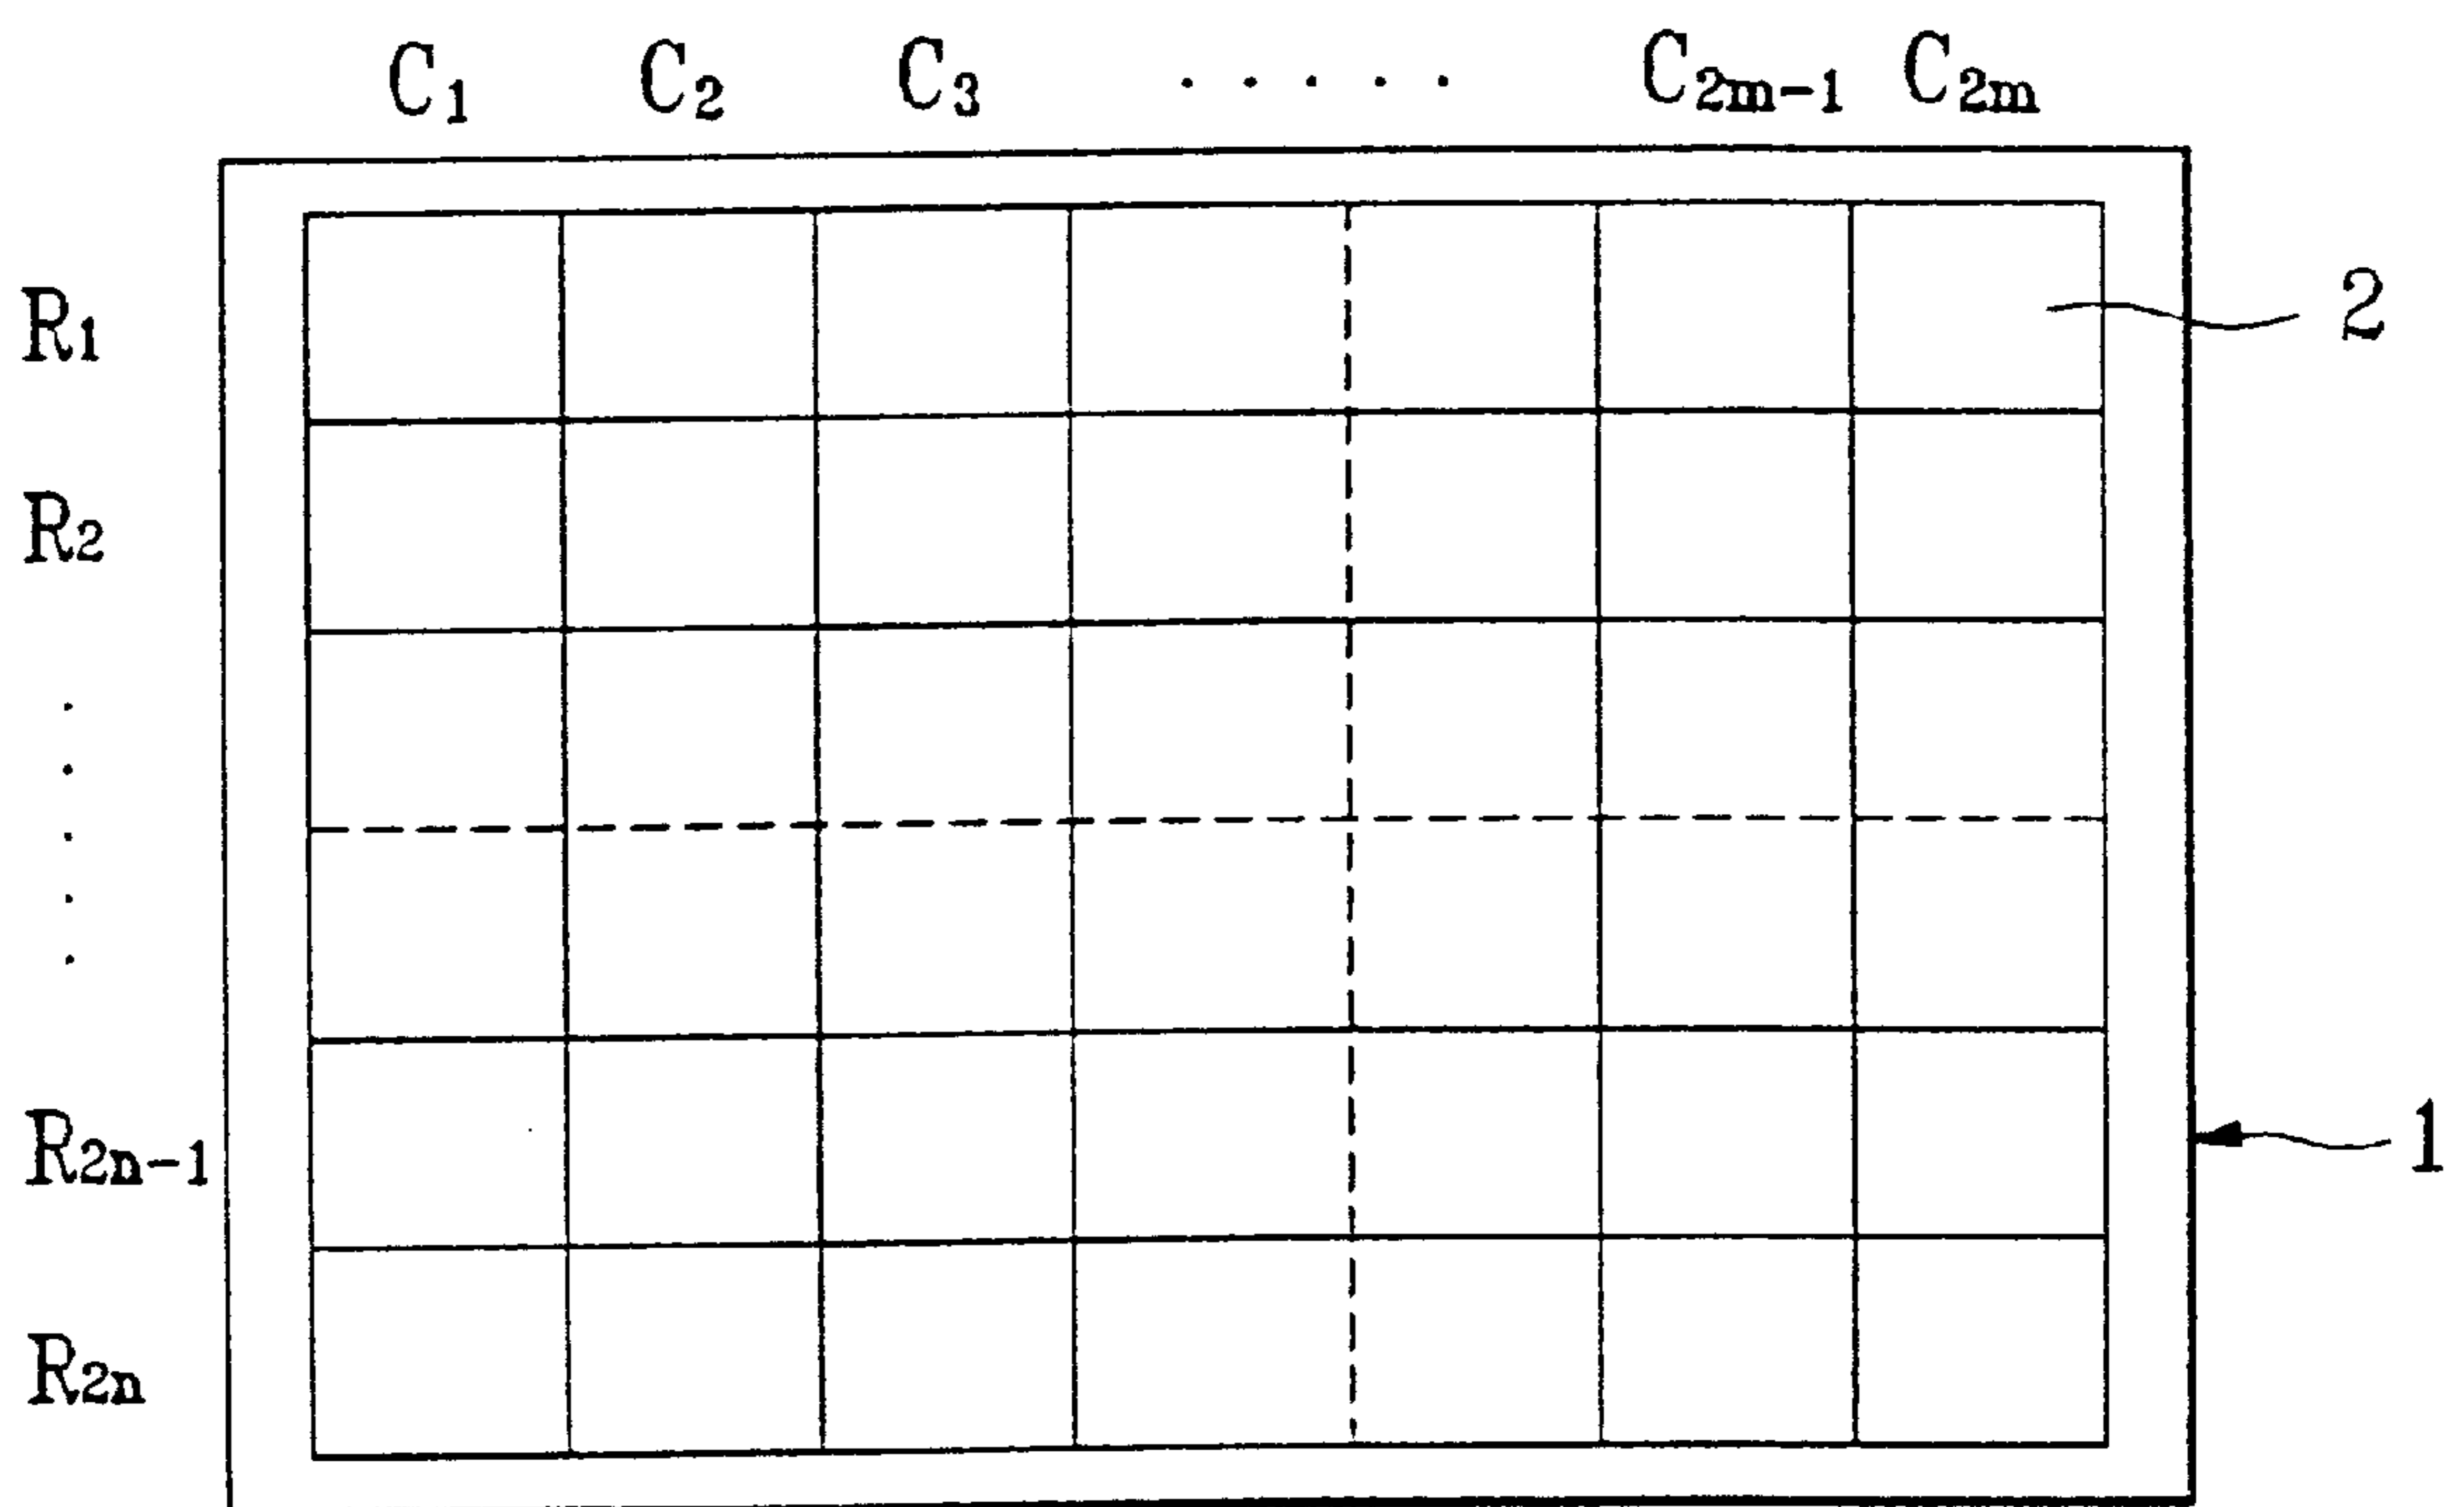 C1 C2 C3 ..... C2m-1 C2m
R1
2
R2
.
.
.
.
.
R2n-1
1
R2n